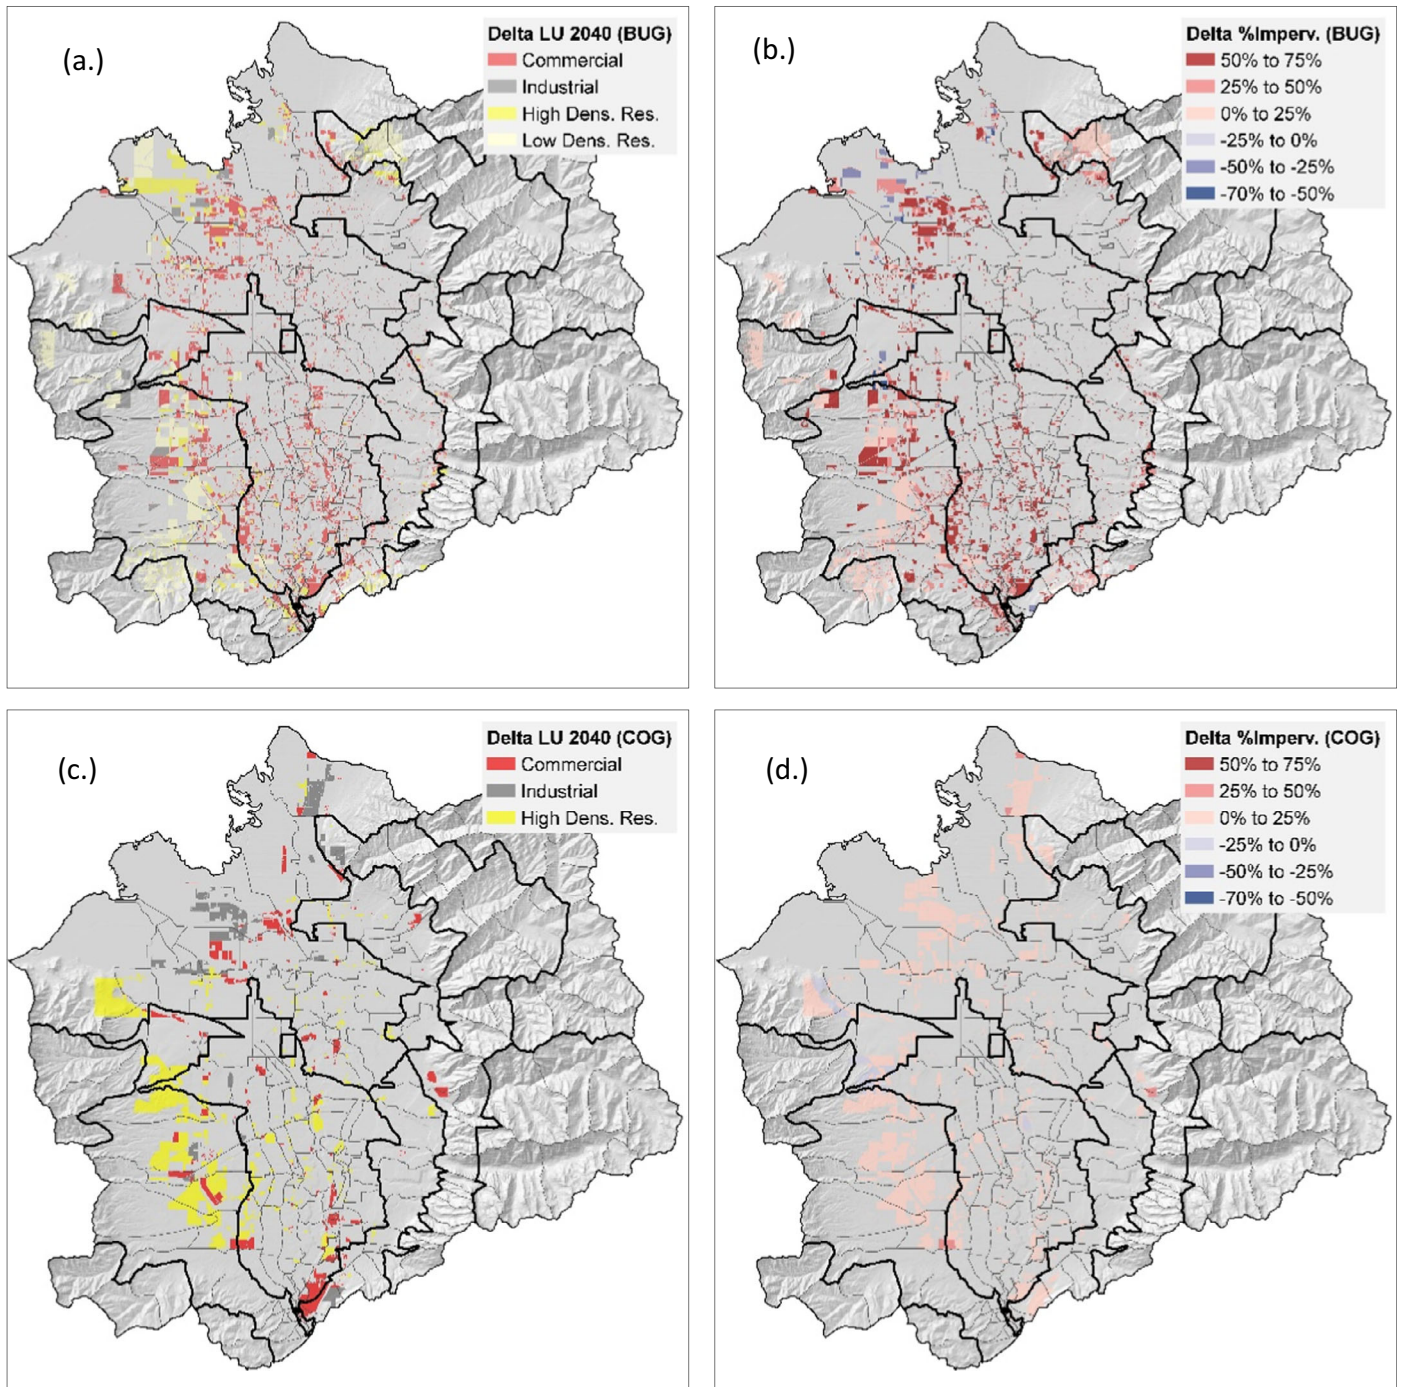 (a.)
Delta LU 2040 (BUG)
Commercial
Industrial
High Dens. Res.
Low Dens. Res.
(b.)
Delta %Imperv. (BUG)
50% to 75%
25% to 50%
0% to 25%
-25% to 0%
-50% to -25%
-70% to -50%
(c.)
Delta LU 2040 (COG)
Commercial
Industrial
High Dens. Res.
(d.)
Delta %Imperv. (COG)
50% to 75%
25% to 50%
0% to 25%
-25% to 0%
-50% to -25%
-70% to -50%